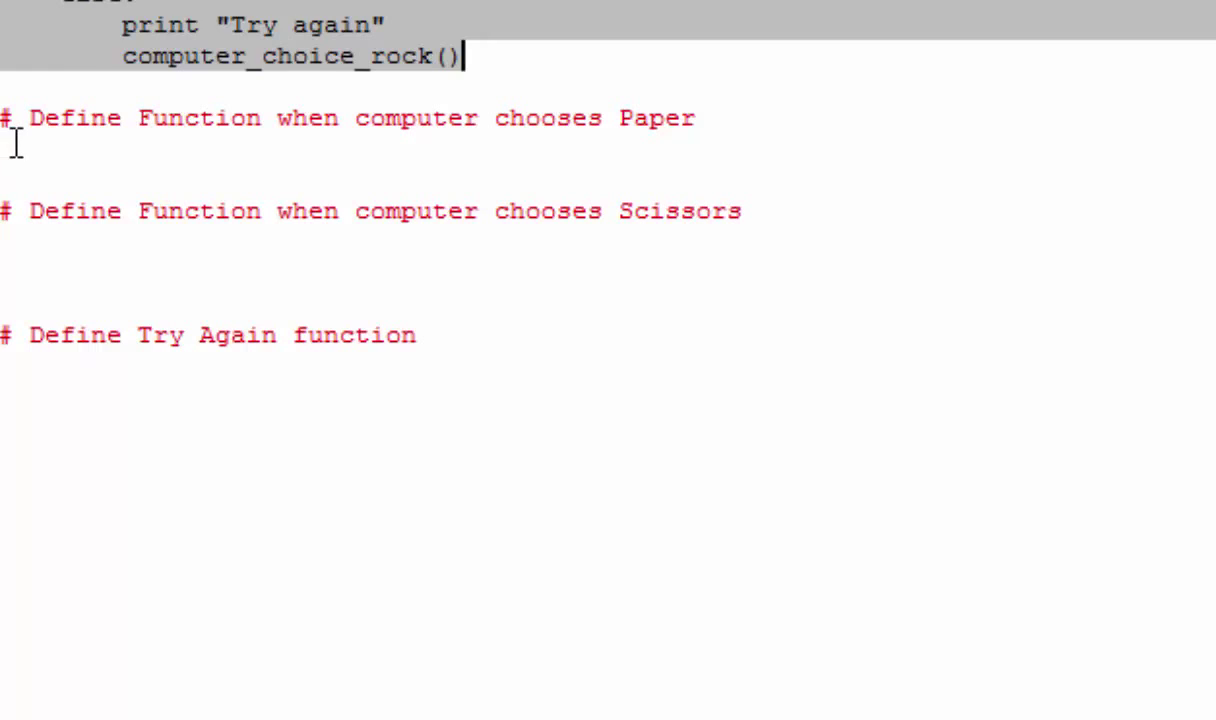 print "Try again"
computer_choice_rock()
# Define Function when computer chooses Paper
# Define Function when computer chooses Scissors
# Define Try Again function